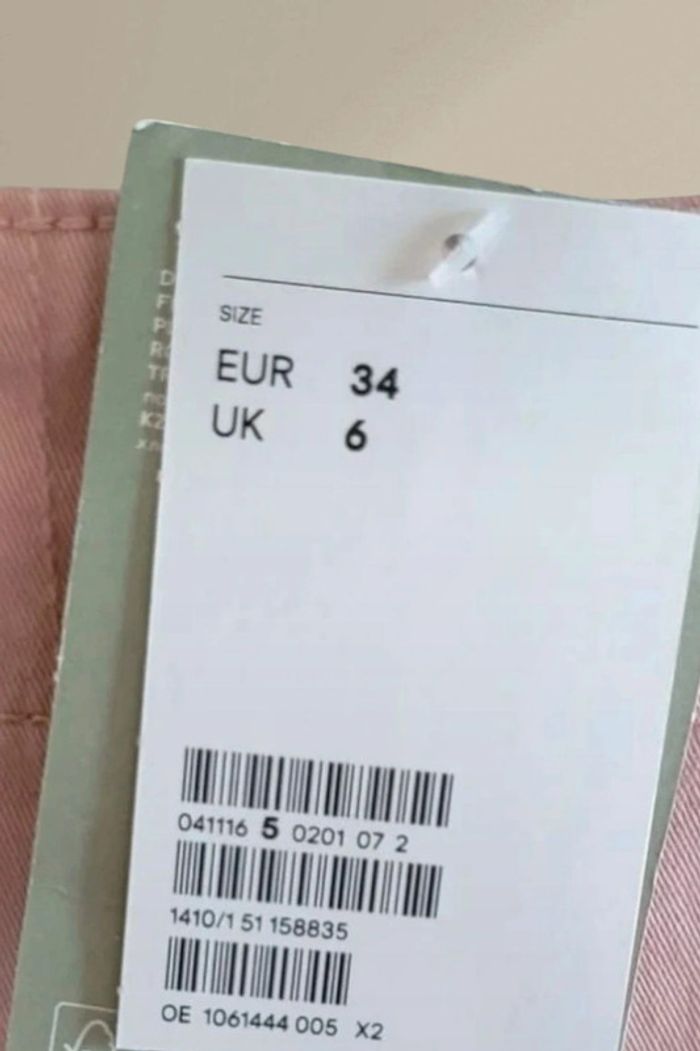 SIZE
EUR 34
UK 6
041116 5 0201 07 2
1410/1 51 158835
OE 1061444 005 X2